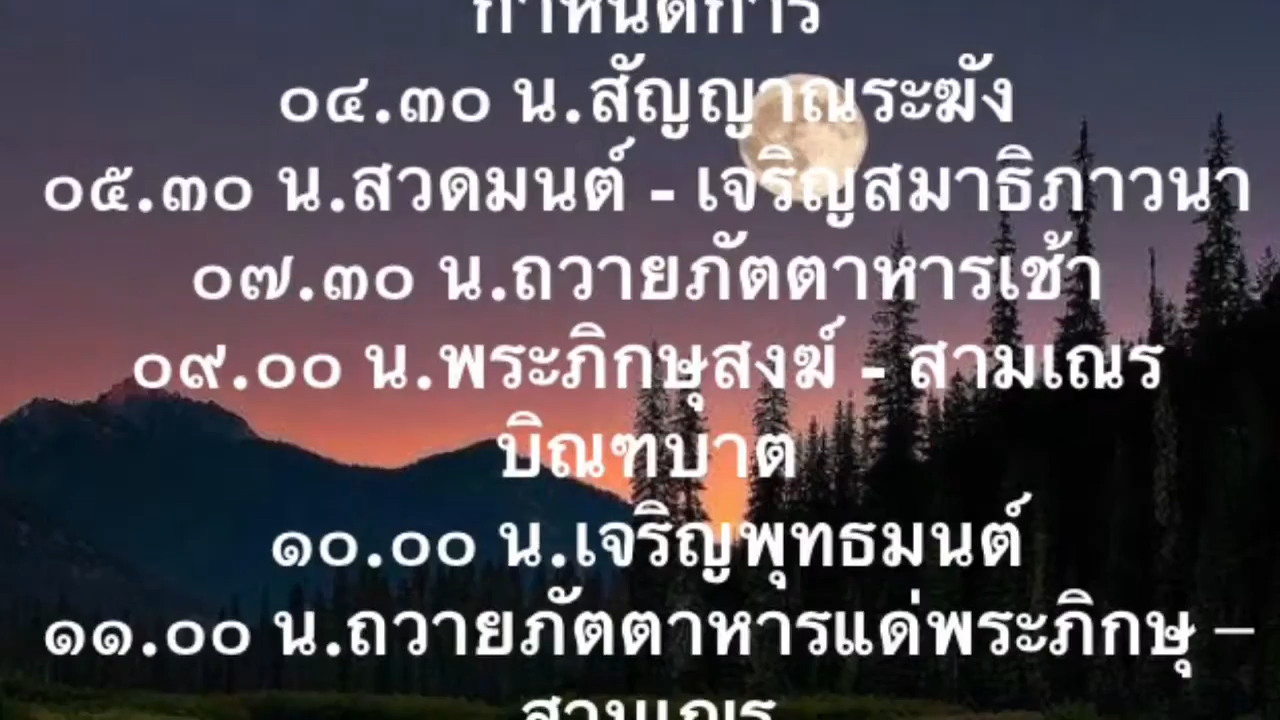 กำหนดการ
๐๔.๓๐ น.สัญญาณระฆัง
๐๕.๓๐ น.สวดมนต์ - เจริญสมาธิภาวนา
๐๗.๓๐ น.ถวายภัตตาหารเช้า
๐๙.๐๐ น.พระภิกษุสงฆ์ - สามเณร
บิณฑบาต
๑๐.๐๐ น.เจริญพุทธมนต์
๑๑.๐๐ น.ถวายภัตตาหารแด่พระภิกษุ –
สามเณร